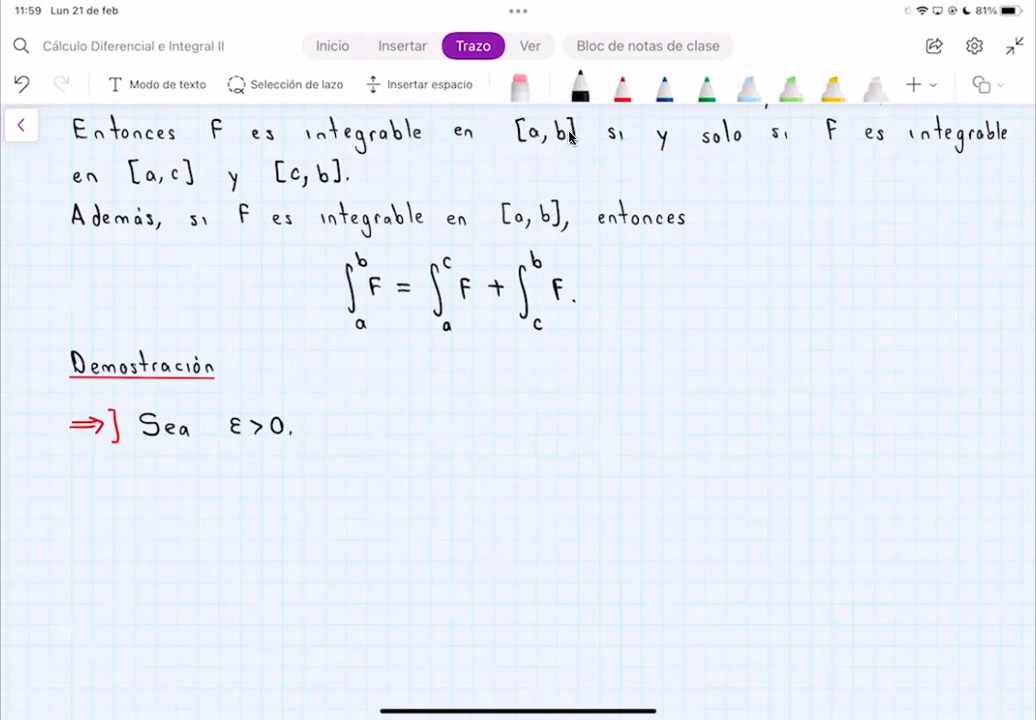 11:59 Lun 21 de feb 81%
Cálculo Diferencial e Integral II Inicio Insertar Trazo Ver Bloc de notas de clase
Modo de texto Selección de lazo Insertar espacio
Entonces f es integrable en [a, b] si y solo si f es integrable
en [a, c] y [c, b].
Además, si f es integrable en [a, b], entonces
∫_a^b f = ∫_a^c f + ∫_c^b f.
Demostración
⇒] Sea ε > 0.